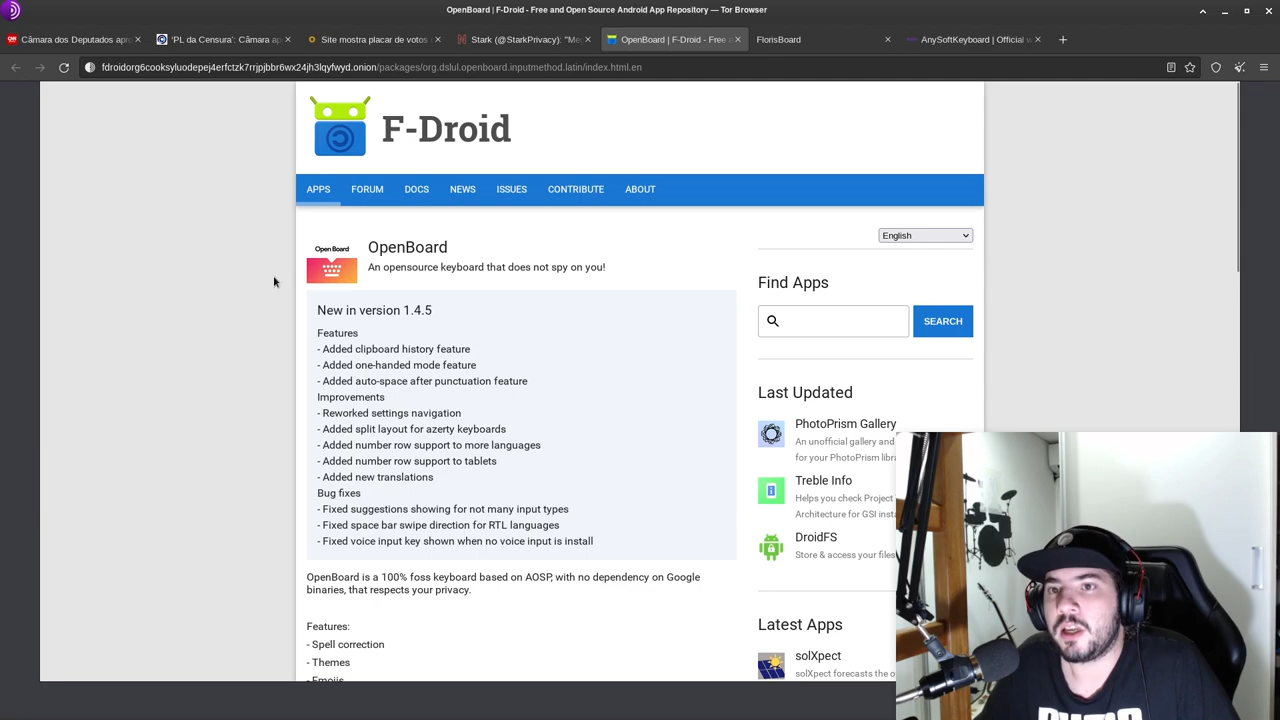 OpenBoard | F-Droid - Free and Open Source Android App Repository — Tor Browser
Câmara dos Deputados apro
'PL da Censura': Câmara ap
Site mostra placar de votos
Stark (@StarkPrivacy): "Me
OpenBoard | F-Droid - Free a
FlorisBoard
AnySoftKeyboard | Official w
fdroidorg6cooksyluodepej4erfctzk7rrjpjbbr6wx24jh3lqyfwyd.onion/packages/org.dslul.openboard.inputmethod.latin/index.html.en
F-Droid
APPS FORUM DOCS NEWS ISSUES CONTRIBUTE ABOUT
English
Open Board
OpenBoard
An opensource keyboard that does not spy on you!
New in version 1.4.5
Features
- Added clipboard history feature
- Added one-handed mode feature
- Added auto-space after punctuation feature
Improvements
- Reworked settings navigation
- Added split layout for azerty keyboards
- Added number row support to more languages
- Added number row support to tablets
- Added new translations
Bug fixes
- Fixed suggestions showing for not many input types
- Fixed space bar swipe direction for RTL languages
- Fixed voice input key shown when no voice input is install
OpenBoard is a 100% foss keyboard based on AOSP, with no dependency on Google
binaries, that respects your privacy.
Features:
- Spell correction
- Themes
- Emojis
Find Apps
SEARCH
Last Updated
PhotoPrism Gallery
An unofficial gallery and
for your PhotoPrism libra
Treble Info
Helps you check Project
Architecture for GSI insta
DroidFS
Store & access your files
Latest Apps
solXpect
solXpect forecasts the o